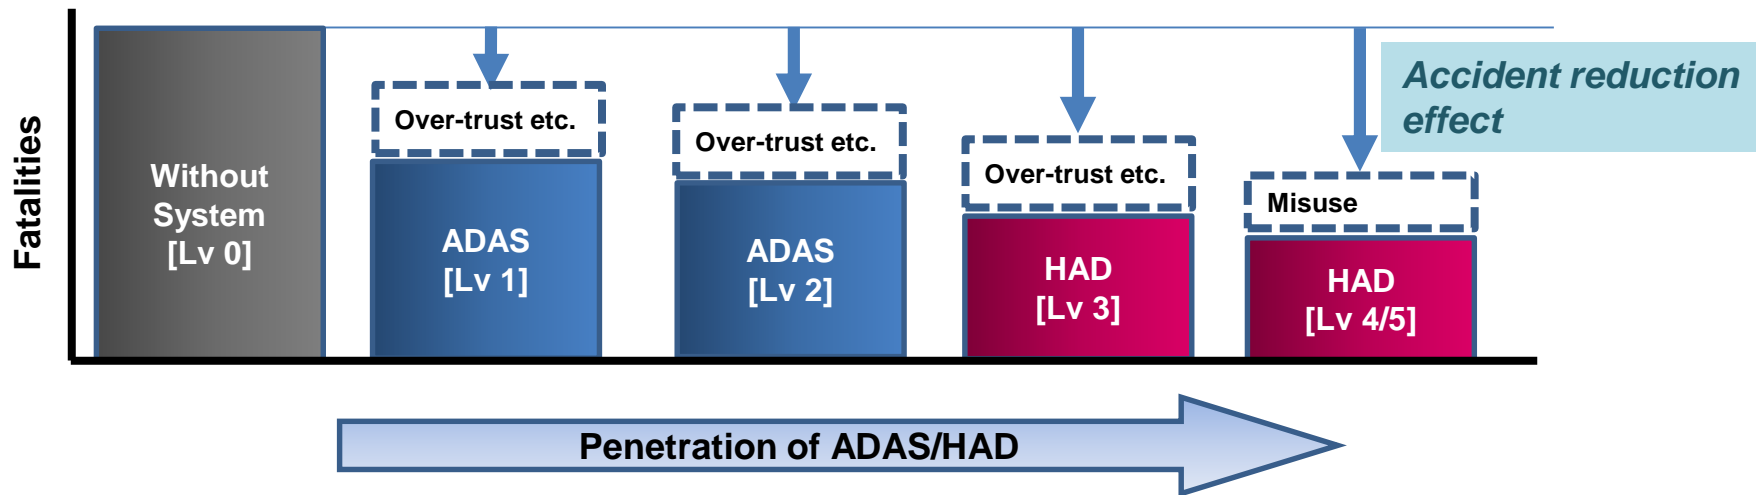 Fatalities
Without
System
[Lv 0]
Over-trust etc.
ADAS
[Lv 1]
Over-trust etc.
ADAS
[Lv 2]
Over-trust etc.
HAD
[Lv 3]
Misuse
HAD
[Lv 4/5]
Accident reduction
effect
Penetration of ADAS/HAD